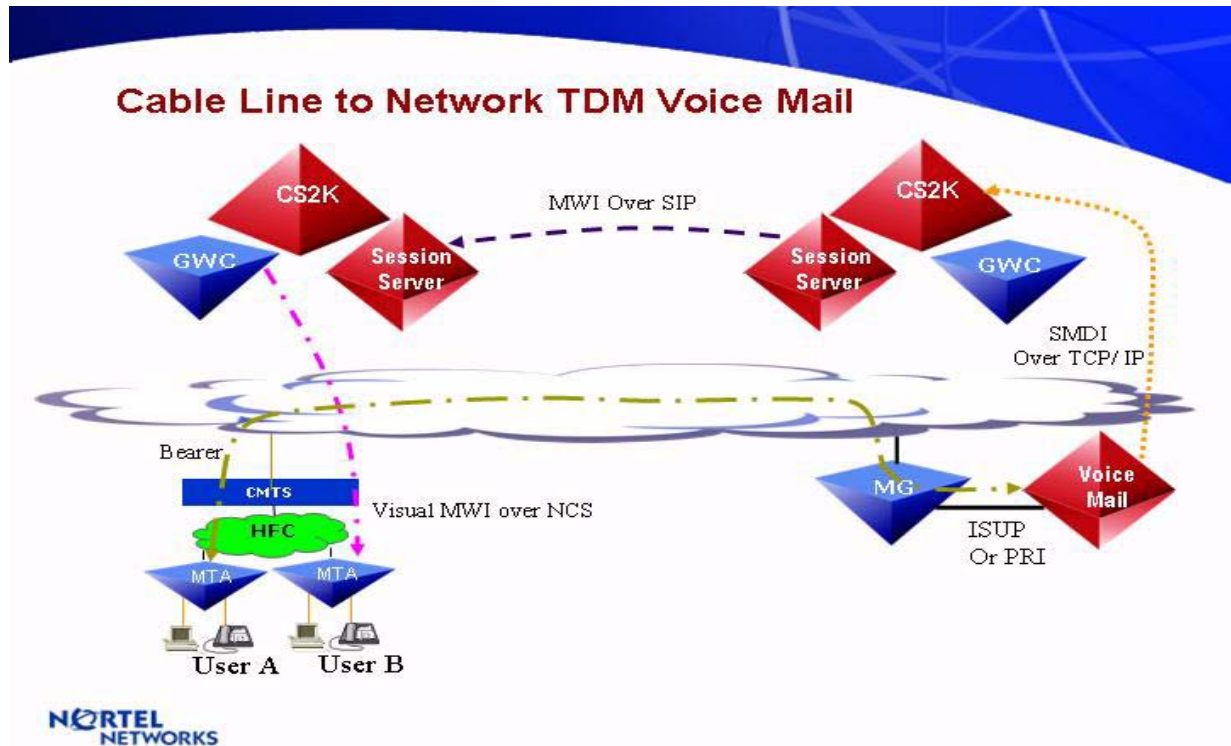 Cable Line to Network TDM Voice Mail
CS2K
GWC
Session
Server
MWI Over SIP
CS2K
Session
Server
GWC
SMDI
Over TCP/ IP
Bearer
CMTS
HFC
Visual MWI over NCS
MTA
MTA
User A
User B
MG
Voice
Mail
ISUP
Or PRI
NORTEL
NETWORKS